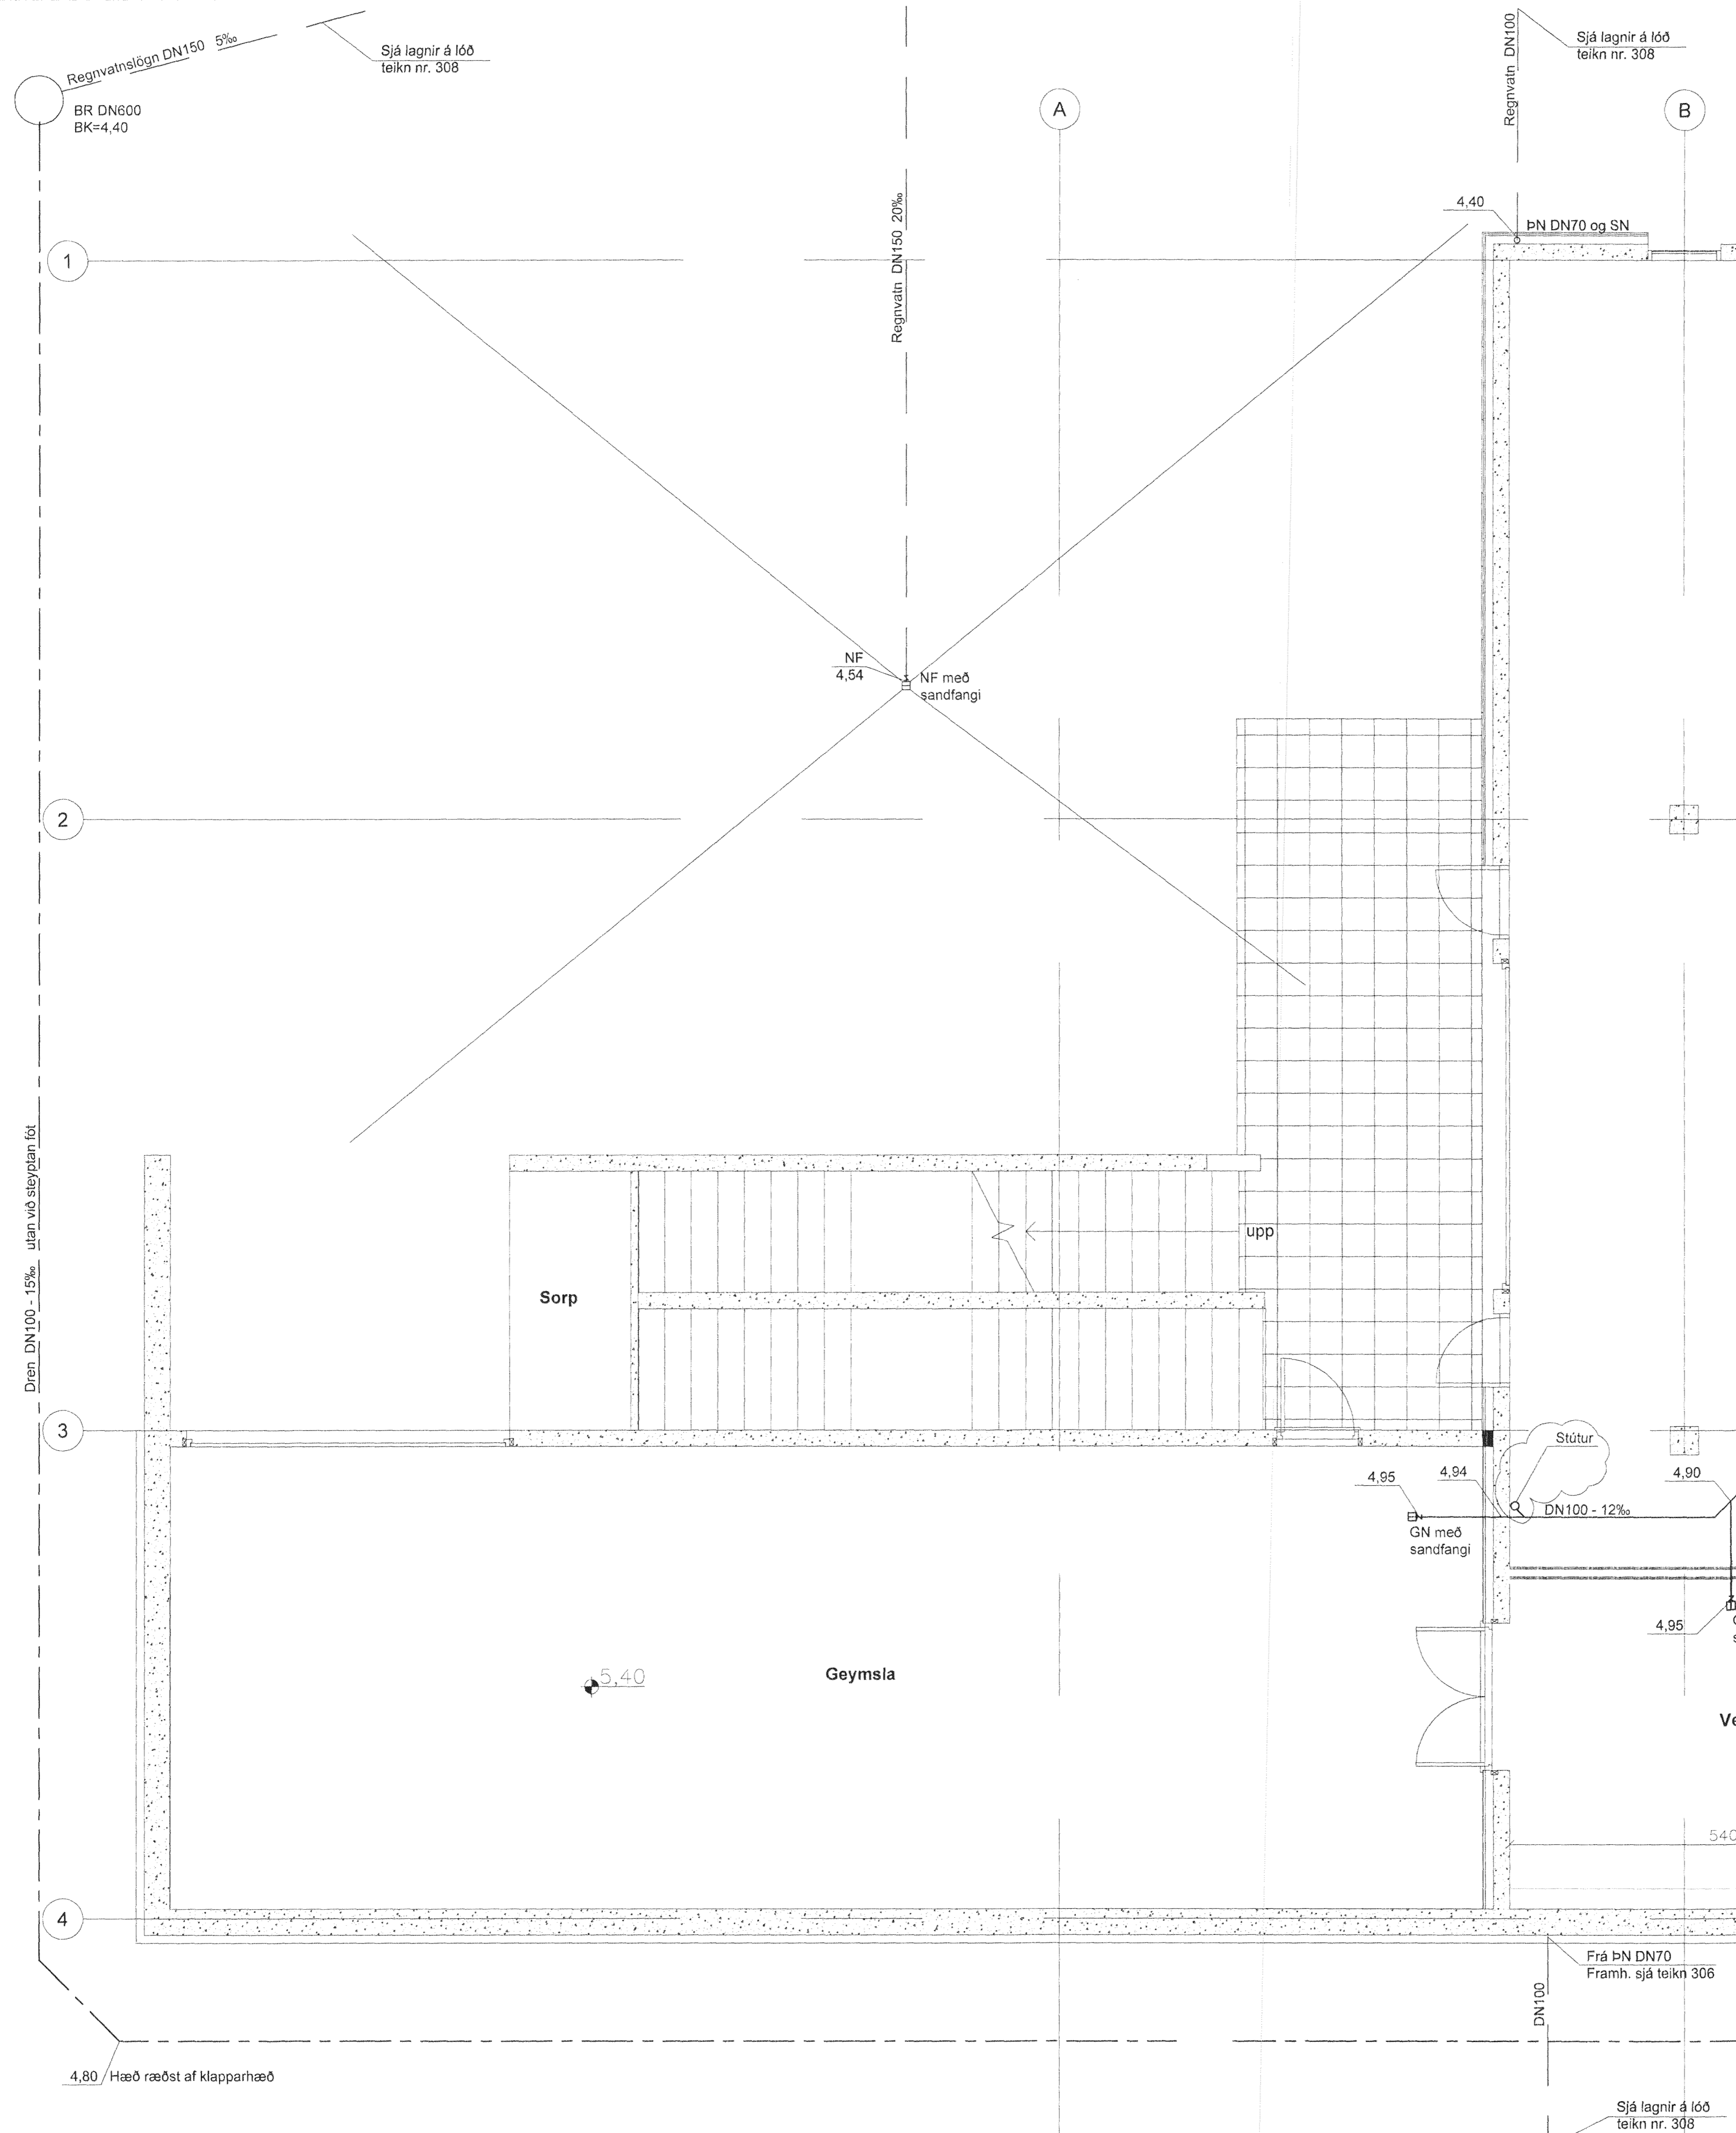 Regnvatnslögn DN150 5‰
Sjá lagnir á lóð
teikn nr. 308
BR DN600
BK=4,40
A
Regnvatn DN100
Sjá lagnir á lóð
teikn nr. 308
B
Regnvatn DN150 20‰
4,40
ÞN DN70 og SN
1
NF
4,54
NF með
sandfangi
2
Dren DN100 - 15‰ utan við steyptan fót
upp
Sorp
3
Stútur
4,95
4,94
4,90
DN100 - 12‰
GN með
sandfangi
4,95
5,40
Geymsla
540
4
Frá ÞN DN70
Framh. sjá teikn 306
DN100
4,80 Hæð ræðst af klapparhæð
Sjá lagnir á lóð
teikn nr. 308